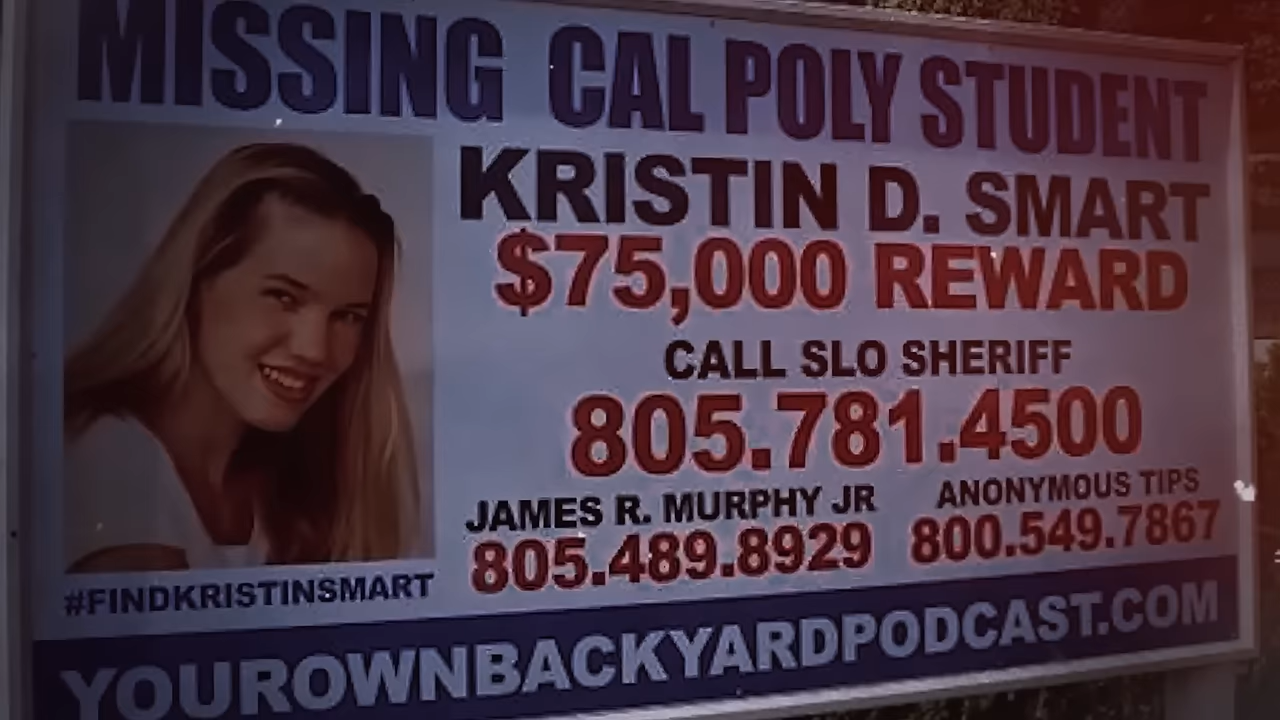 MISSING CAL POLY STUDENT
KRISTIN D. SMART
$75,000 REWARD
CALL SLO SHERIFF
805.781.4500
JAMES R. MURPHY JR
805.489.8929
ANONYMOUS TIPS
800.549.7867
#FINDKRISTINSMART
YOUROWNBACKYARDPODCAST.COM